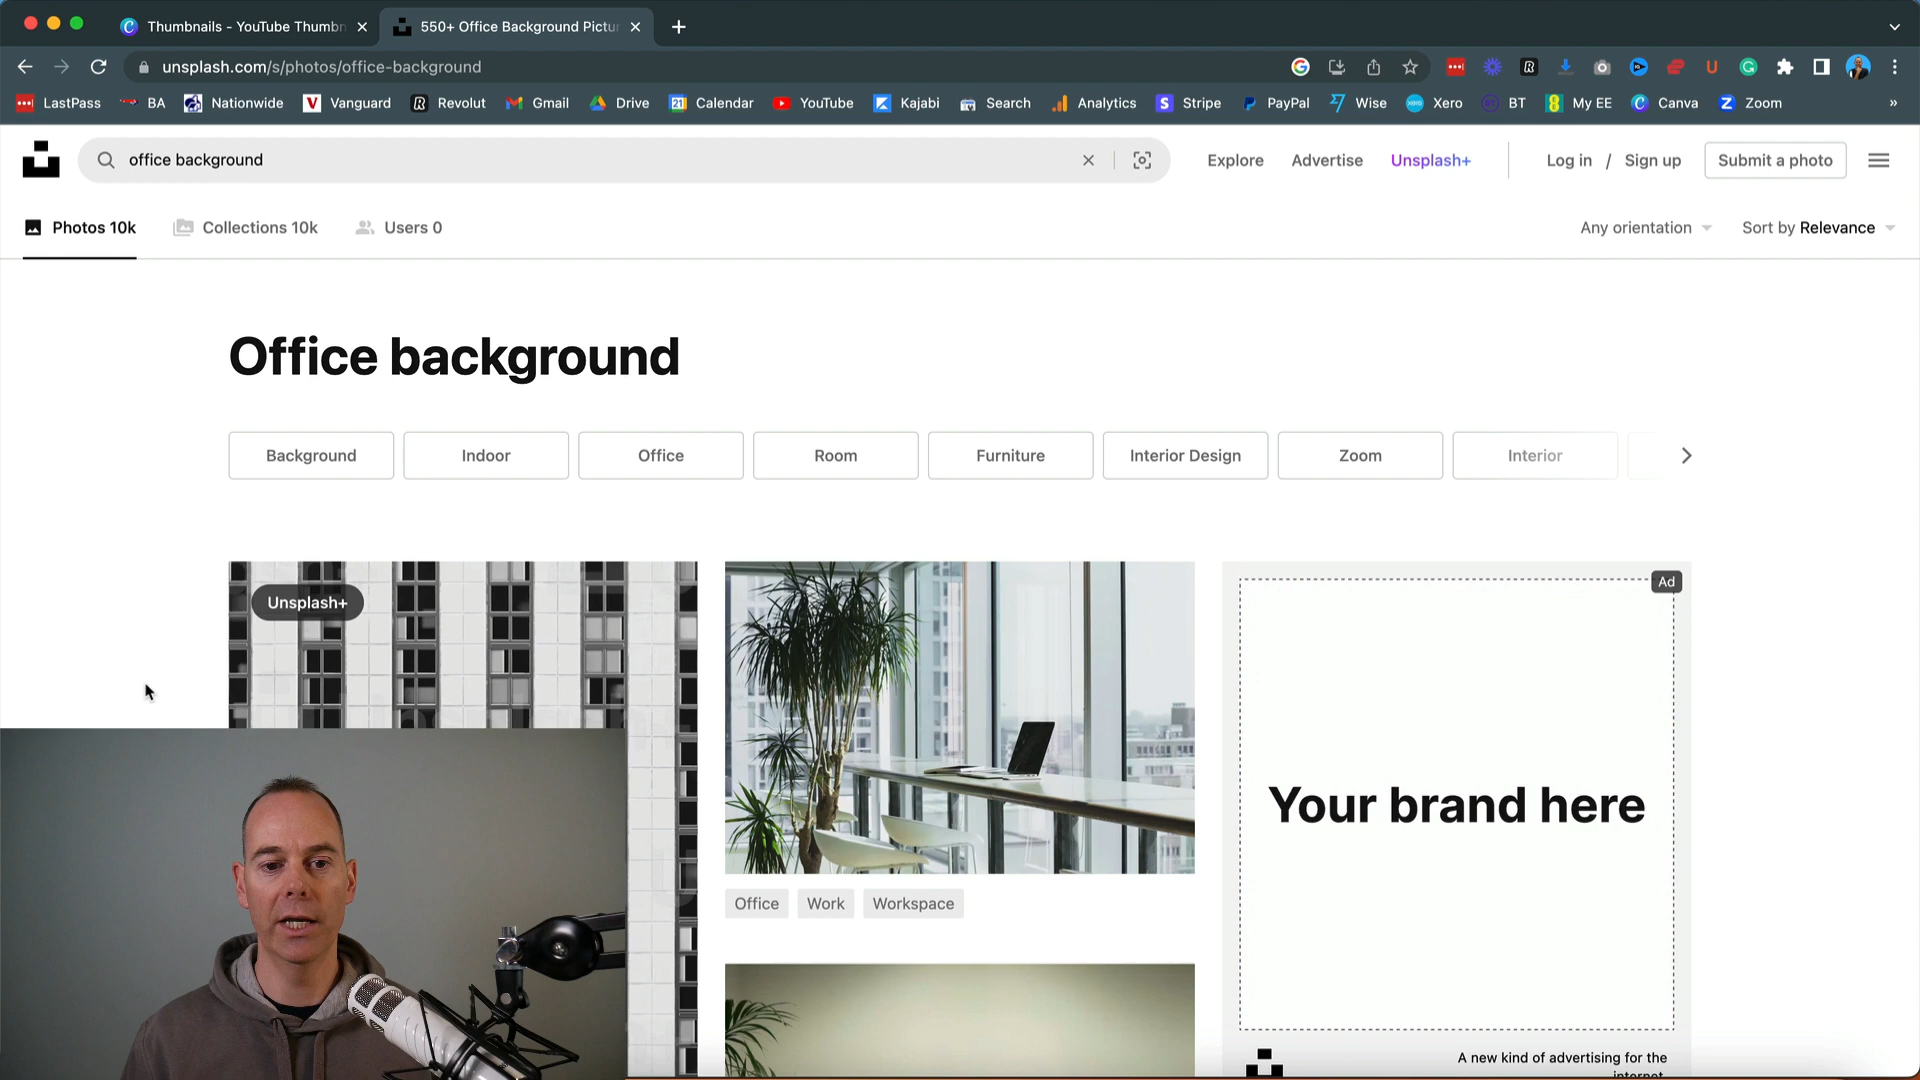 Thumbnails - YouTube Thumbn
550+ Office Background Pictur
unsplash.com/s/photos/office-background
LastPass
BA
Nationwide
Vanguard
Revolut
Gmail
Drive
Calendar
YouTube
Kajabi
Search
Analytics
Stripe
PayPal
Wise
Xero
BT
My EE
Canva
Zoom
office background
Explore
Advertise
Unsplash+
Log in / Sign up
Submit a photo
Photos 10k
Collections 10k
Users 0
Any orientation
Sort by Relevance
Office background
Background
Indoor
Office
Room
Furniture
Interior Design
Zoom
Interior
Unsplash+
Ad
Your brand here
Office
Work
Workspace
A new kind of advertising for the
internet.